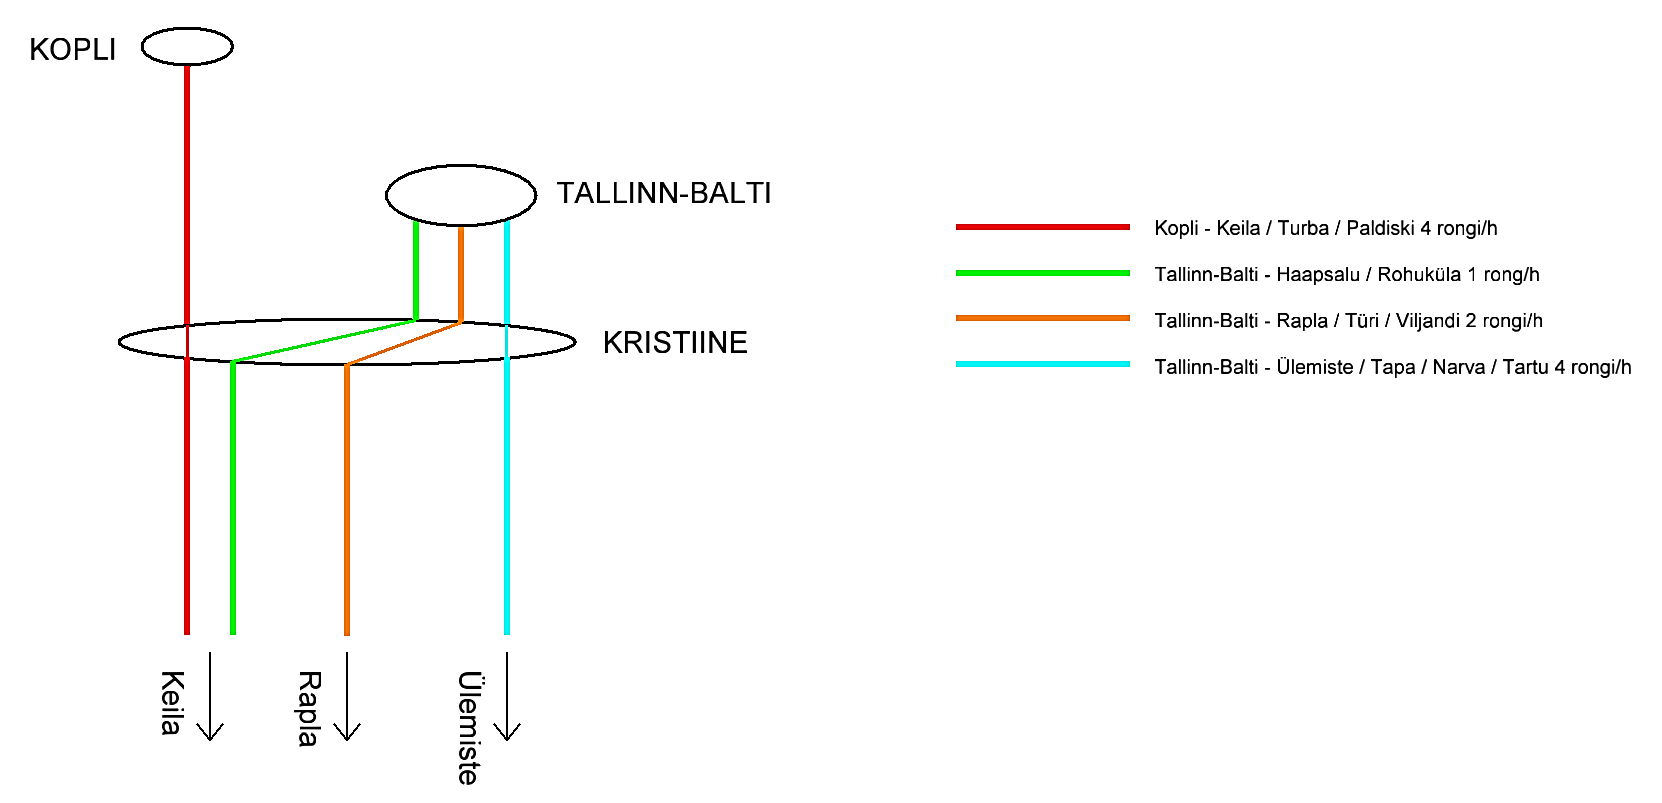 KOPLI
TALLINN-BALTI
KRISTIINE
Keila
Rapla
Ülemiste
Kopli - Keila / Turba / Paldiski 4 rongi/h
Tallinn-Balti - Haapsalu / Rohuküla 1 rong/h
Tallinn-Balti - Rapla / Türi / Viljandi 2 rongi/h
Tallinn-Balti - Ülemiste / Tapa / Narva / Tartu 4 rongi/h